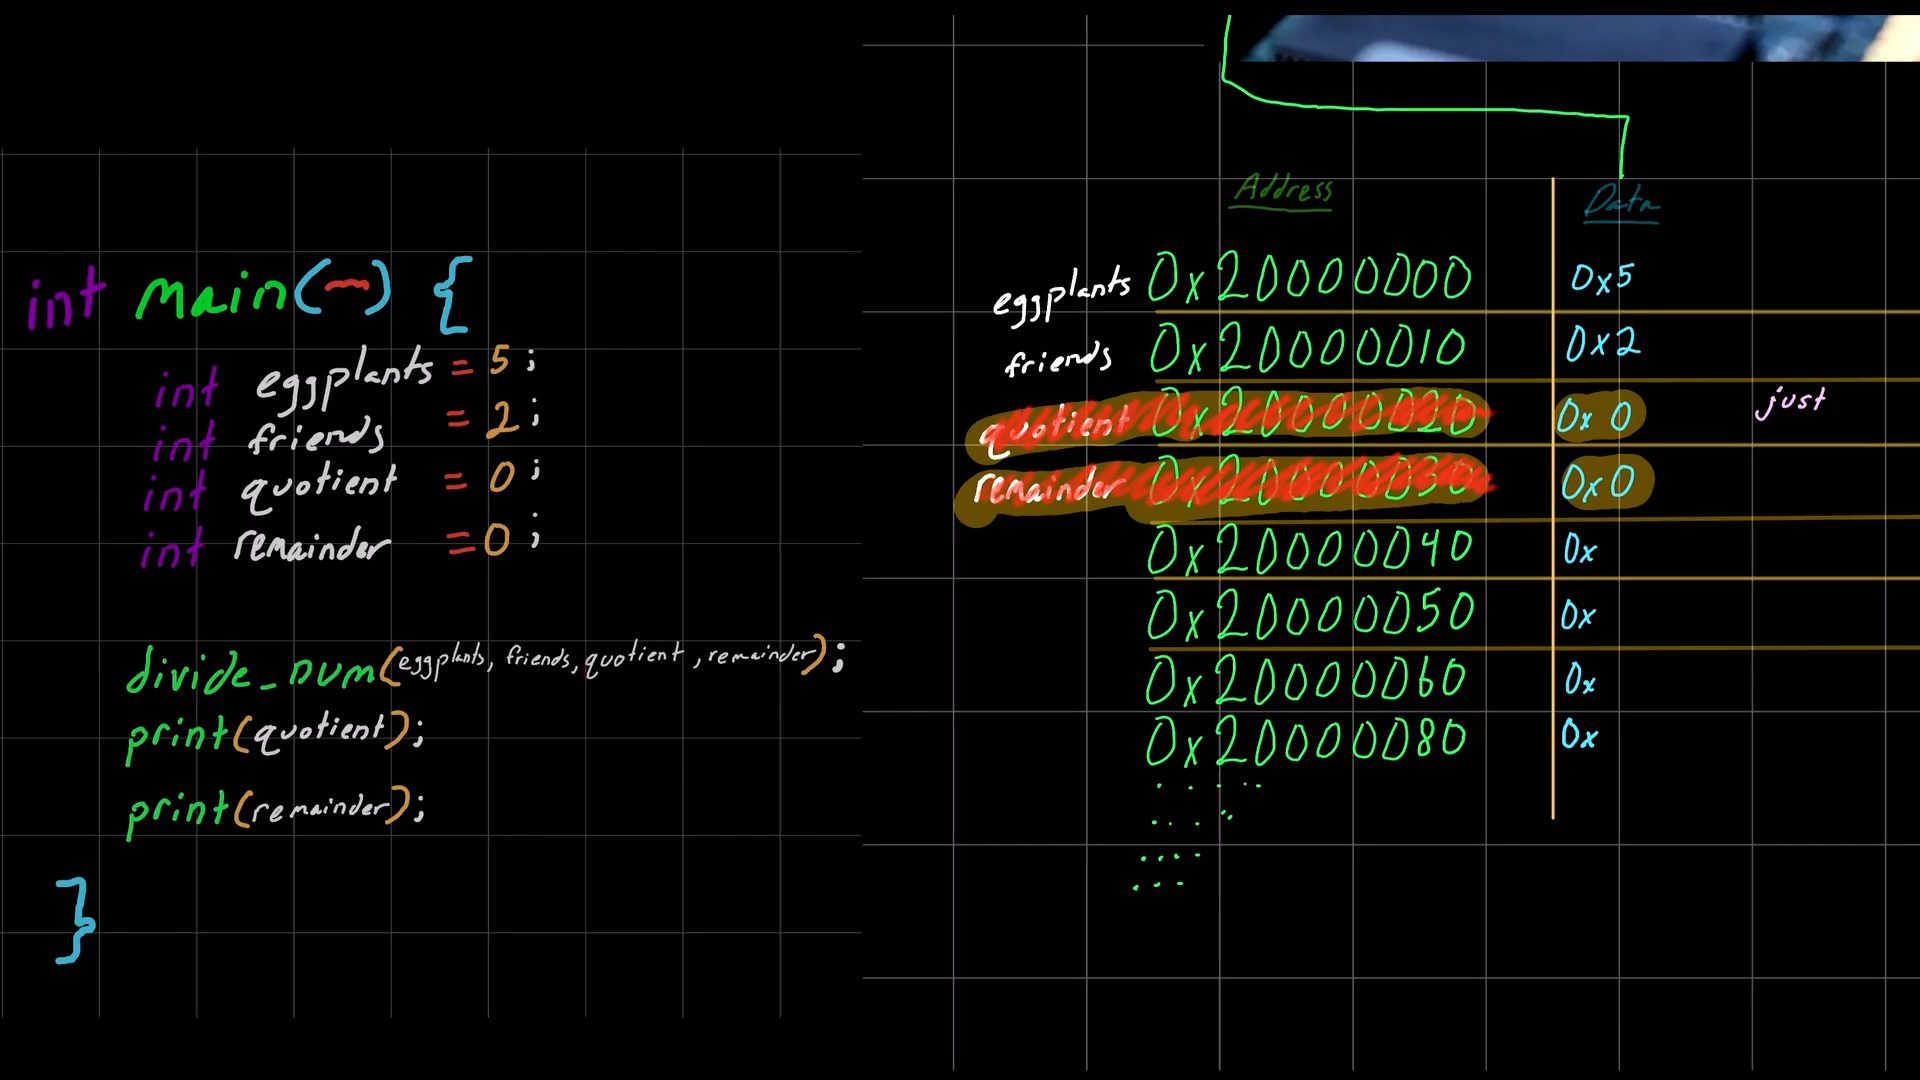 int main(~) {
int eggplants = 5;
int friends = 2;
int quotient = 0;
int remainder = 0;
divide_num(eggplants, friends, quotient, remainder);
print(quotient);
print(remainder);
}
Address Data
eggplants 0x20000000 0x5
friends 0x20000010 0x2
quotient 0x20000020 0x0 just
remainder 0x20000030 0x0
0x20000040 0x
0x20000050 0x
0x20000060 0x
0x20000080 0x